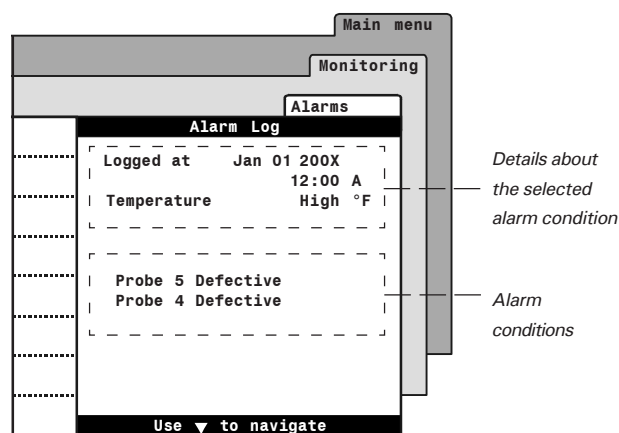 Main menu
Monitoring
Alarms
Alarm Log
Logged at Jan 01 200X
12:00 A
Temperature High °F
Details about
the selected
alarm condition
Probe 5 Defective
Probe 4 Defective
Alarm
conditions
Use ▼ to navigate